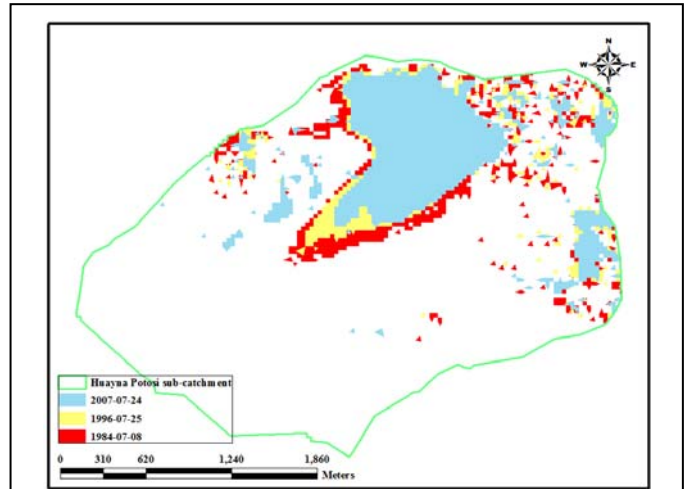 N
W E
S
Huayna Potosi sub-catchment
2007-07-24
1996-07-25
1984-07-08
0 310 620 1,240 1,860
Meters